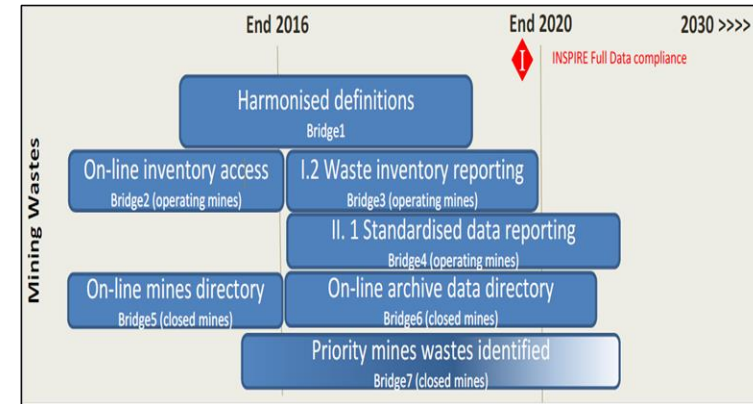 End 2016
End 2020
2030 >>>>
I
INSPIRE Full Data compliance
Mining Wastes
Harmonised definitions
Bridge1
On-line inventory access
Bridge2 (operating mines)
I.2 Waste inventory reporting
Bridge3 (operating mines)
II. 1 Standardised data reporting
Bridge4 (operating mines)
On-line mines directory
Bridge5 (closed mines)
On-line archive data directory
Bridge6 (closed mines)
Priority mines wastes identified
Bridge7 (closed mines)